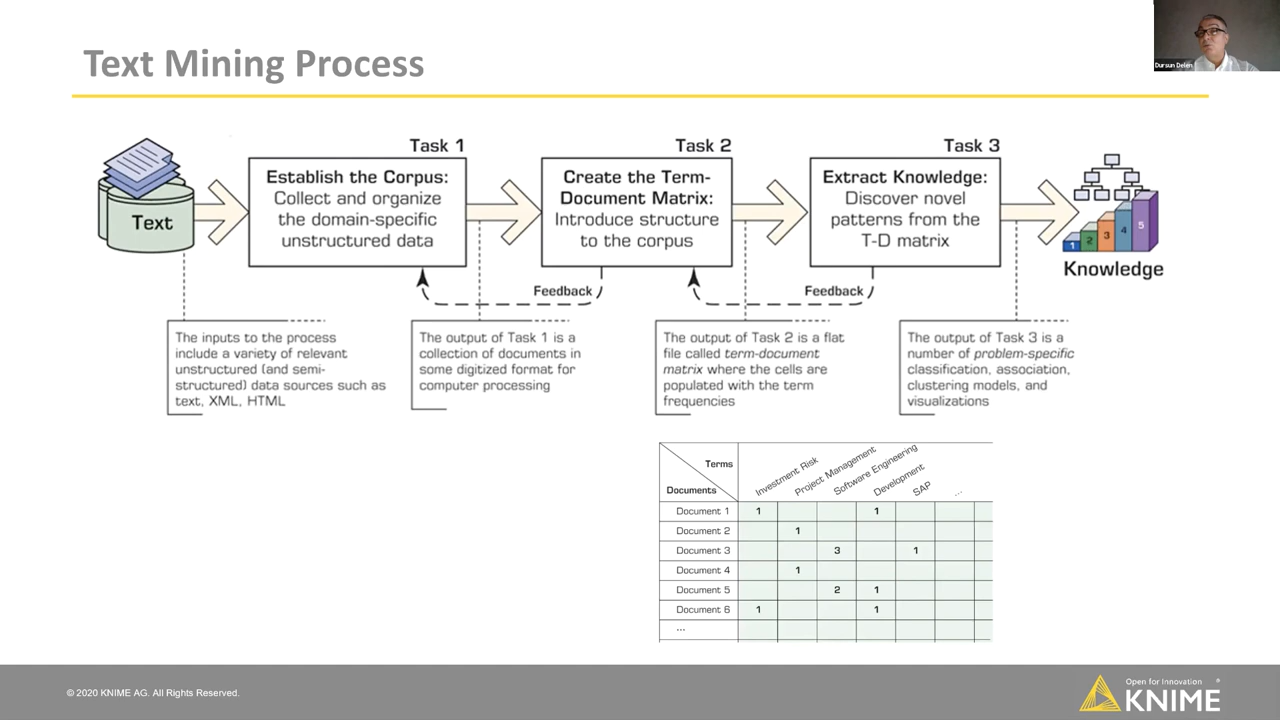 Text Mining Process
Dursun Delen
Task 1
Task 2
Task 3
Text
Establish the Corpus:
Collect and organize
the domain-specific
unstructured data
Create the Term-
Document Matrix:
Introduce structure
to the corpus
Extract Knowledge:
Discover novel
patterns from the
T-D matrix
1
2
3
4
5
Knowledge
Feedback
Feedback
The inputs to the process
include a variety of relevant
unstructured (and semi-
structured) data sources such as
text, XML, HTML
The output of Task 1 is a
collection of documents in
some digitized format for
computer processing
The output of Task 2 is a flat
file called term-document
matrix where the cells are
populated with the term
frequencies
The output of Task 3 is a
number of problem-specific
classification, association,
clustering models, and
visualizations
Terms
Documents
Investment Risk
Project Management
Software Engineering
Development
SAP
...
Document 1 1 1
Document 2 1
Document 3 3 1
Document 4 1
Document 5 2 1
Document 6 1 1
...
© 2020 KNIME AG. All Rights Reserved.
Open for Innovation ®
KNIME